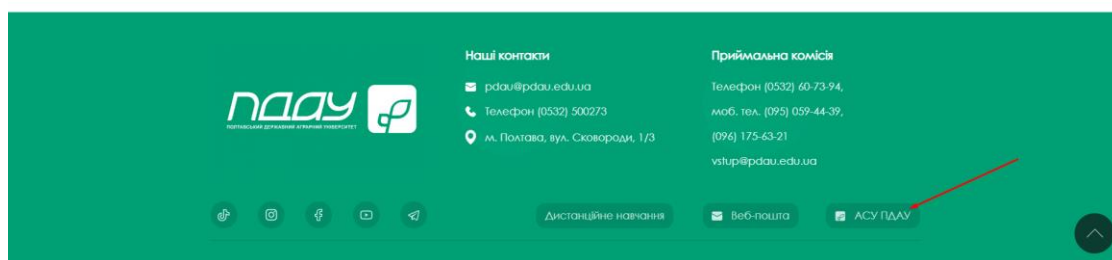 ПДАУ
ПОЛТАВСЬКИЙ ДЕРЖАВНИЙ АГРАРНИЙ УНІВЕРСИТЕТ
Наші контакти
pdau@pdau.edu.ua
Телефон (0532) 500273
м. Полтава, вул. Сковороди, 1/3
Приймальна комісія
Телефон (0532) 60-73-94,
моб. тел. (095) 059-44-39,
(096) 175-63-21
vstup@pdau.edu.ua
Дистанційне навчання
Веб-пошта
АСУ ПДАУ